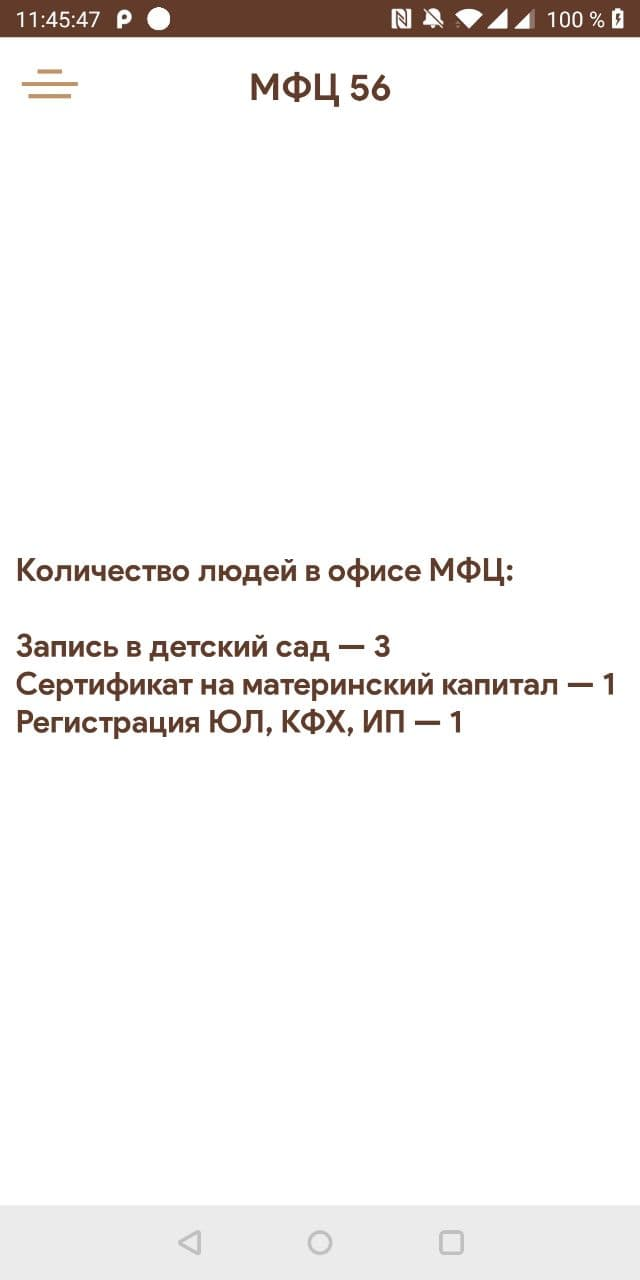 11:45:47 100 %
МФЦ 56
Количество людей в офисе МФЦ:
Запись в детский сад — 3
Сертификат на материнский капитал — 1
Регистрация ЮЛ, КФХ, ИП — 1